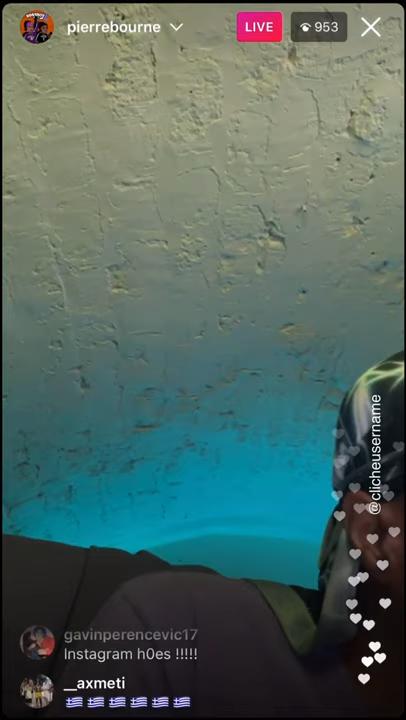 pierrebourne
LIVE
953
@clicheusername
gavinperencevic17
Instagram h0es !!!!!
__axmeti
🇬🇷🇬🇷🇬🇷🇬🇷🇬🇷🇬🇷